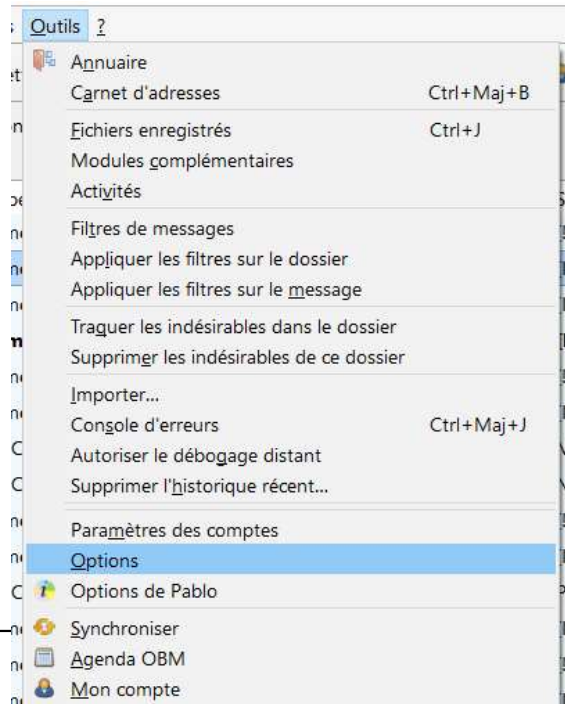 Outils ?
Annuaire
Carnet d'adresses Ctrl+Maj+B
Fichiers enregistrés Ctrl+J
Modules complémentaires
Activités
Filtres de messages
Appliquer les filtres sur le dossier
Appliquer les filtres sur le message
Traquer les indésirables dans le dossier
Supprimer les indésirables de ce dossier
Importer...
Console d'erreurs Ctrl+Maj+J
Autoriser le débogage distant
Supprimer l'historique récent...
Paramètres des comptes
Options
Options de Pablo
Synchroniser
Agenda OBM
Mon compte